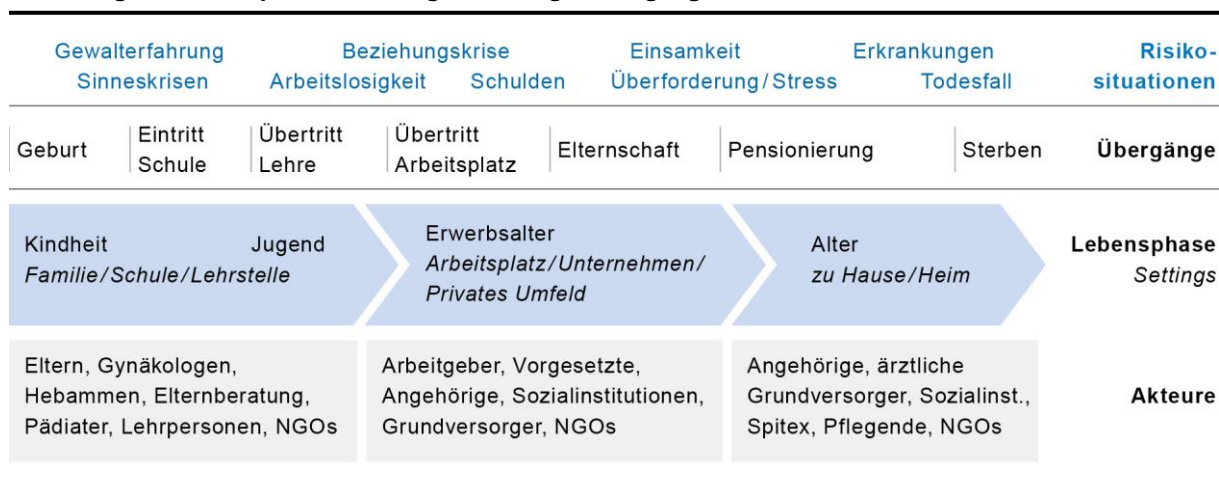 Gewalterfahrung Beziehungskrise Einsamkeit Erkrankungen Risiko-
Sinneskrisen Arbeitslosigkeit Schulden Überforderung/Stress Todesfall situationen
Geburt
Eintritt
Schule
Übertritt
Lehre
Übertritt
Arbeitsplatz
Elternschaft
Pensionierung
Sterben
Übergänge
Kindheit Jugend
Familie/Schule/Lehrstelle
Erwerbsalter
Arbeitsplatz/Unternehmen/
Privates Umfeld
Alter
zu Hause/Heim
Lebensphase
Settings
Eltern, Gynäkologen,
Hebammen, Elternberatung,
Pädiater, Lehrpersonen, NGOs
Arbeitgeber, Vorgesetzte,
Angehörige, Sozialinstitutionen,
Grundversorger, NGOs
Angehörige, ärztliche
Grundversorger, Sozialinst.,
Spitex, Pflegende, NGOs
Akteure